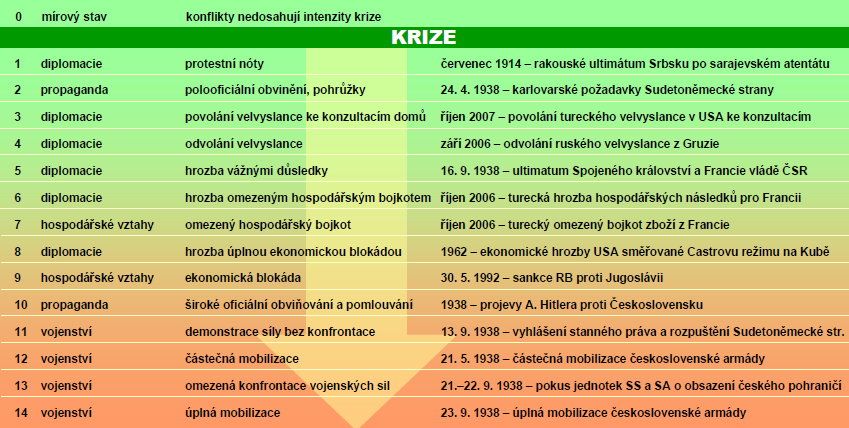 0 mírový stav konflikty nedosahují intenzity krize
KRIZE
1 diplomacie protestní nóty červenec 1914 – rakouské ultimátum Srbsku po sarajevském atentátu
2 propaganda polooficiální obvinění, pohrůžky 24. 4. 1938 – karlovarské požadavky Sudetoněmecké strany
3 diplomacie povolání velvyslance ke konzultacím domů říjen 2007 – povolání tureckého velvyslance v USA ke konzultacím
4 diplomacie odvolání velvyslance září 2006 – odvolání ruského velvyslance z Gruzie
5 diplomacie hrozba vážnými důsledky 16. 9. 1938 – ultimatum Spojeného království a Francie vládě ČSR
6 diplomacie hrozba omezeným hospodářským bojkotem říjen 2006 – turecká hrozba hospodářských následků pro Francii
7 hospodářské vztahy omezený hospodářský bojkot říjen 2006 – turecký omezený bojkot zboží z Francie
8 diplomacie hrozba úplnou ekonomickou blokádou 1962 – ekonomické hrozby USA směřované Castrovu režimu na Kubě
9 hospodářské vztahy ekonomická blokáda 30. 5. 1992 – sankce RB proti Jugoslávii
10 propaganda široké oficiální obviňování a pomlouvání 1938 – projevy A. Hitlera proti Československu
11 vojenství demonstrace síly bez konfrontace 13. 9. 1938 – vyhlášení stanného práva a rozpuštění Sudetoněmecké str.
12 vojenství částečná mobilizace 21. 5. 1938 – částečná mobilizace československé armády
13 vojenství omezená konfrontace vojenských sil 21.–22. 9. 1938 – pokus jednotek SS a SA o obsazení českého pohraničí
14 vojenství úplná mobilizace 23. 9. 1938 – úplná mobilizace československé armády